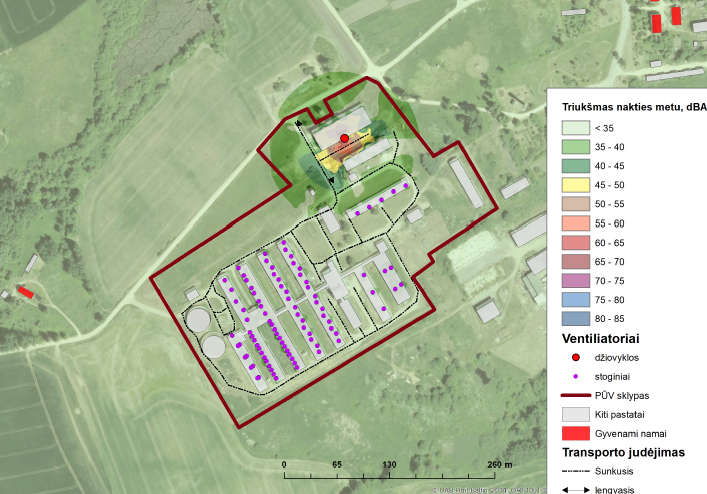 Triukšmas nakties metu, dBA
< 35
35 - 40
40 - 45
45 - 50
50 - 55
55 - 60
60 - 65
65 - 70
70 - 75
75 - 80
80 - 85
Ventiliatoriai
džiovyklos
stoginiai
PŪV sklypas
Kiti pastatai
Gyvenami namai
Transporto judėjimas
Sunkusis
lengvasis
0 65 130 260 m